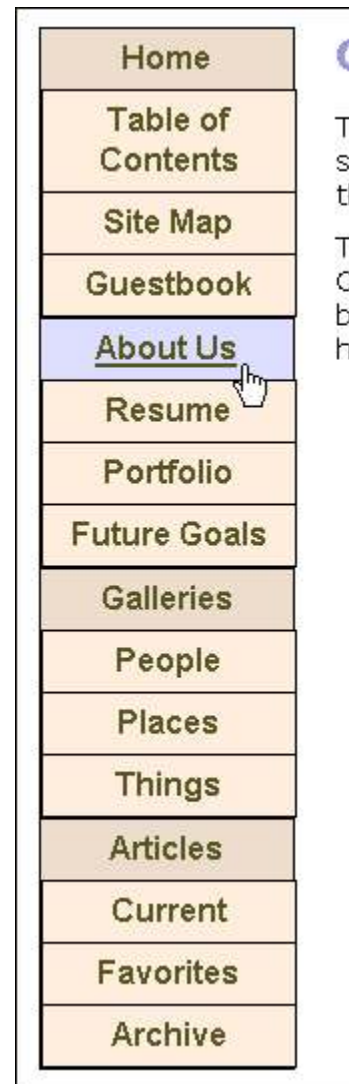 Home
Table of
Contents
Site Map
Guestbook
About Us
Resume
Portfolio
Future Goals
Galleries
People
Places
Things
Articles
Current
Favorites
Archive